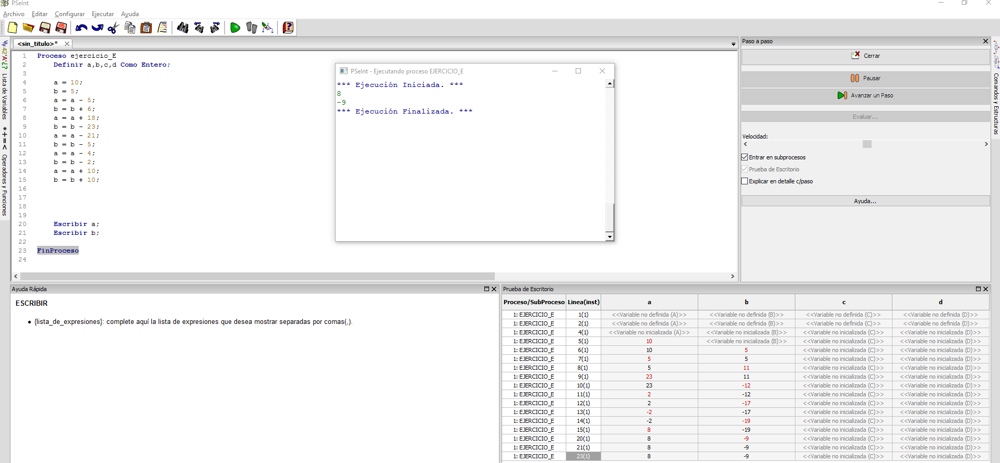 PSeInt
Archivo Editar Configurar Ejecutar Ayuda
<sin_titulo>*
1 Proceso ejercicio_E
2 Definir a,b,c,d Como Entero;
3
4 a = 10;
5 b = 5;
6 a = a - 5;
7 b = b + 6;
8 a = a + 18;
9 b = b - 23;
10 a = a - 21;
11 b = b - 5;
12 a = a - 4;
13 b = b - 2;
14 a = a + 10;
15 b = b + 10;
16
17
18
19
20 Escribir a;
21 Escribir b;
22
23 FinProceso
24
Lista de Variables
*+=< Operadores y Funciones
PSeInt - Ejecutando proceso EJERCICIO_E
*** Ejecución Iniciada. ***
8
-9
*** Ejecución Finalizada. ***
Paso a paso
Cerrar
Pausar
Avanzar un Paso
Evaluar...
Velocidad:
Entrar en subprocesos
Prueba de Escritorio
Explicar en detalle c/paso
Ayuda...
Comandos y Estructuras
Ayuda Rápida
ESCRIBIR
• {lista_de_expresiones}: complete aquí la lista de expresiones que desea mostrar separadas por comas(,).
Prueba de Escritorio
Proceso/SubProceso Linea(inst) a b c d
1: EJERCICIO_E 1(1) <<Variable no definida (A)>> <<Variable no definida (B)>> <<Variable no definida (C)>> <<Variable no definida (D)>>
1: EJERCICIO_E 2(1) <<Variable no definida (A)>> <<Variable no definida (B)>> <<Variable no definida (C)>> <<Variable no definida (D)>>
1: EJERCICIO_E 4(1) <<Variable no inicializada (A)>> <<Variable no inicializada (B)>> <<Variable no inicializada (C)>> <<Variable no inicializada (D)>>
1: EJERCICIO_E 5(1) 10 <<Variable no inicializada (B)>> <<Variable no inicializada (C)>> <<Variable no inicializada (D)>>
1: EJERCICIO_E 6(1) 10 5 <<Variable no inicializada (C)>> <<Variable no inicializada (D)>>
1: EJERCICIO_E 7(1) 5 5 <<Variable no inicializada (C)>> <<Variable no inicializada (D)>>
1: EJERCICIO_E 8(1) 5 11 <<Variable no inicializada (C)>> <<Variable no inicializada (D)>>
1: EJERCICIO_E 9(1) 23 11 <<Variable no inicializada (C)>> <<Variable no inicializada (D)>>
1: EJERCICIO_E 10(1) 23 -12 <<Variable no inicializada (C)>> <<Variable no inicializada (D)>>
1: EJERCICIO_E 11(1) 2 -12 <<Variable no inicializada (C)>> <<Variable no inicializada (D)>>
1: EJERCICIO_E 12(1) 2 -17 <<Variable no inicializada (C)>> <<Variable no inicializada (D)>>
1: EJERCICIO_E 13(1) -2 -17 <<Variable no inicializada (C)>> <<Variable no inicializada (D)>>
1: EJERCICIO_E 14(1) -2 -19 <<Variable no inicializada (C)>> <<Variable no inicializada (D)>>
1: EJERCICIO_E 15(1) 8 -19 <<Variable no inicializada (C)>> <<Variable no inicializada (D)>>
1: EJERCICIO_E 20(1) 8 -9 <<Variable no inicializada (C)>> <<Variable no inicializada (D)>>
1: EJERCICIO_E 21(1) 8 -9 <<Variable no inicializada (C)>> <<Variable no inicializada (D)>>
1: EJERCICIO_E 23(1) 8 -9 <<Variable no inicializada (C)>> <<Variable no inicializada (D)>>